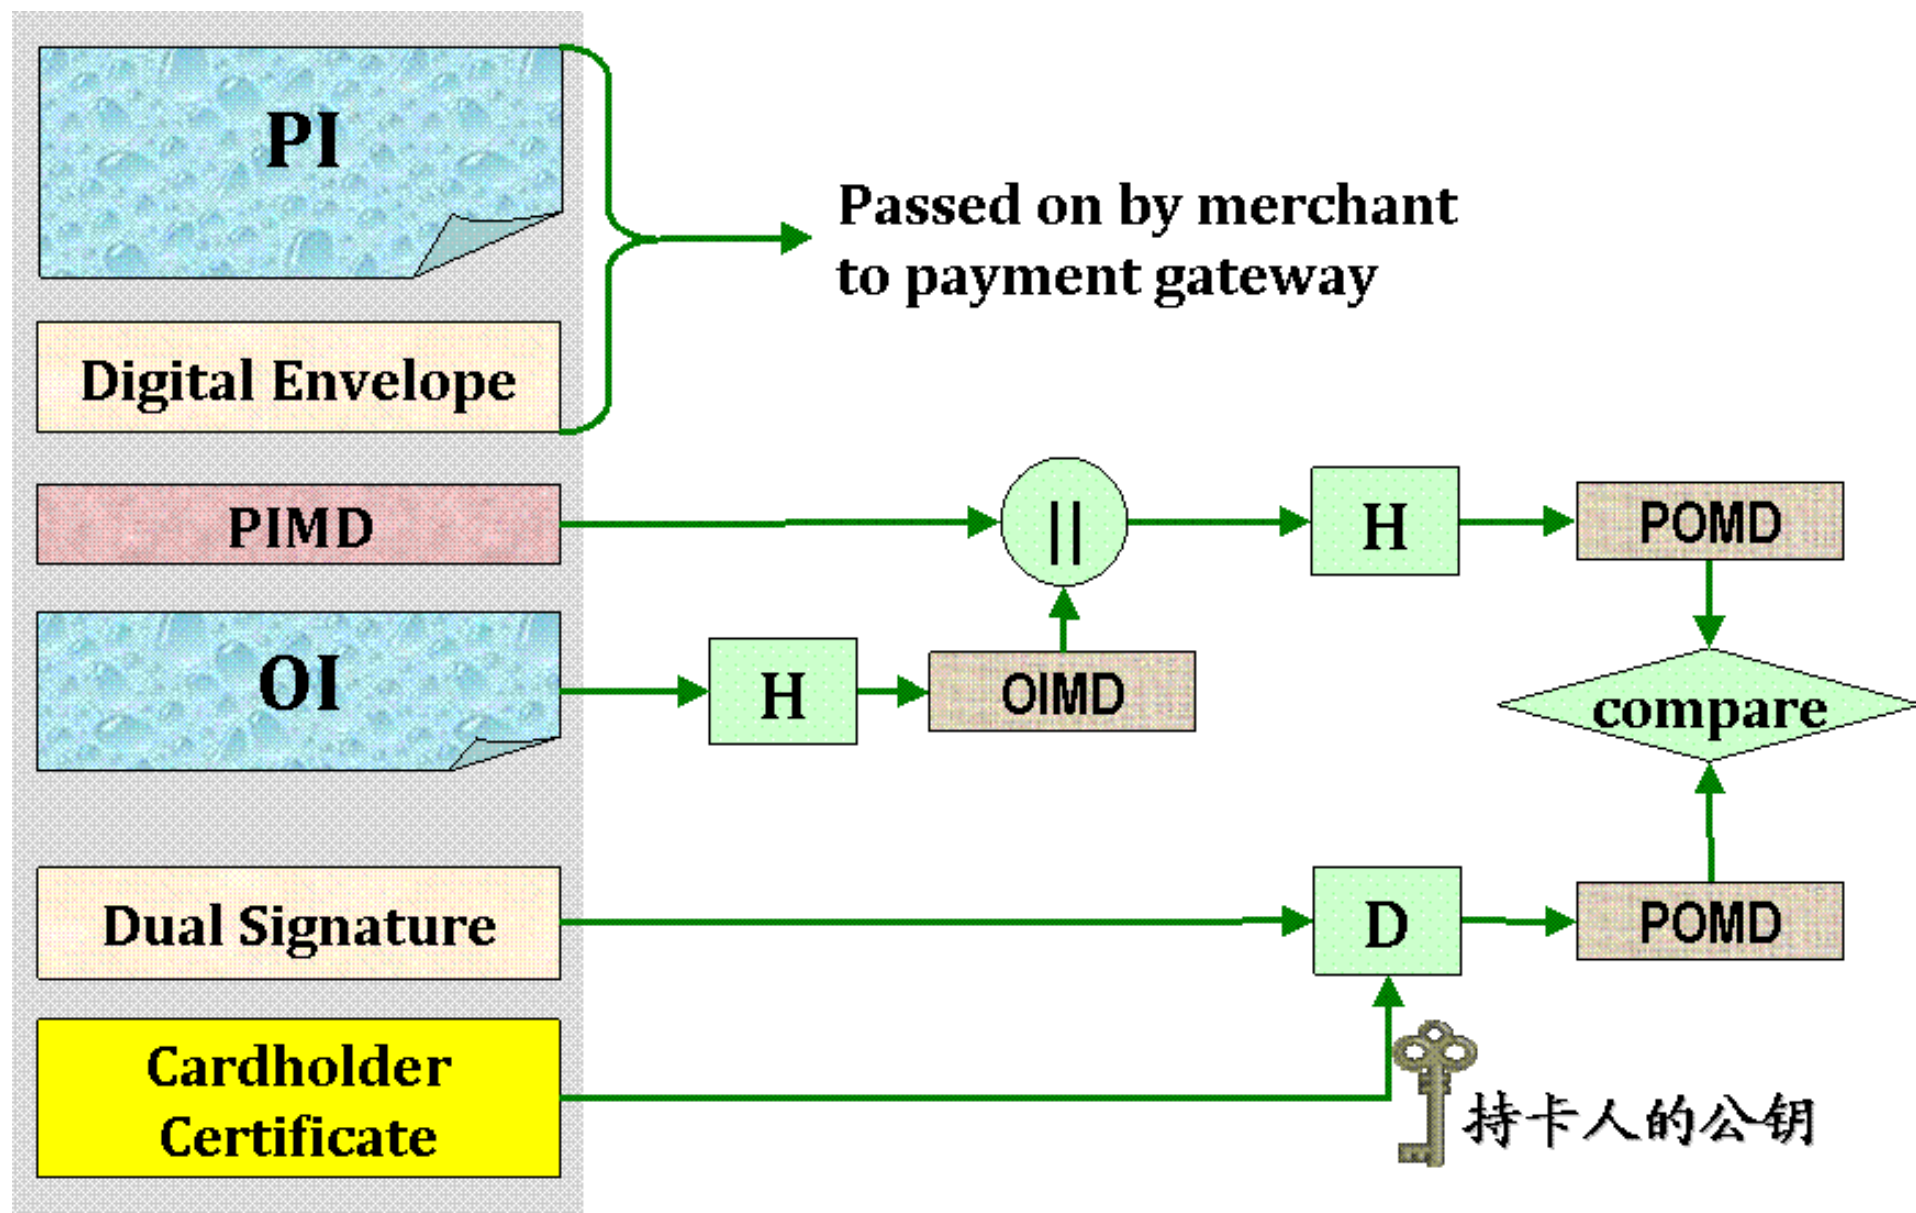 PI
Passed on by merchant
to payment gateway
Digital Envelope
PIMD
||
H
POMD
OI
H
OIMD
compare
Dual Signature
D
POMD
Cardholder
Certificate
持卡人的公钥